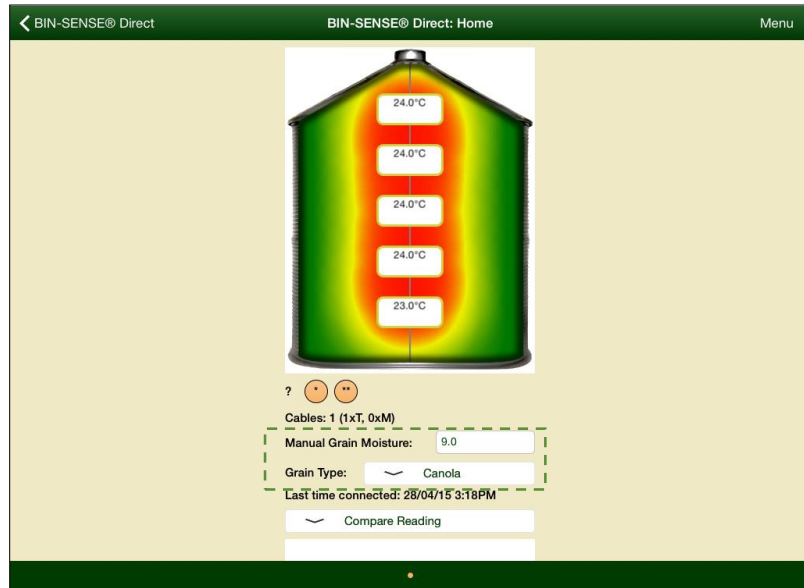 BIN-SENSE® Direct BIN-SENSE® Direct: Home Menu
24.0°C
24.0°C
24.0°C
24.0°C
23.0°C
? * **
Cables: 1 (1xT, 0xM)
Manual Grain Moisture: 9.0
Grain Type: Canola
Last time connected: 28/04/15 3:18PM
Compare Reading